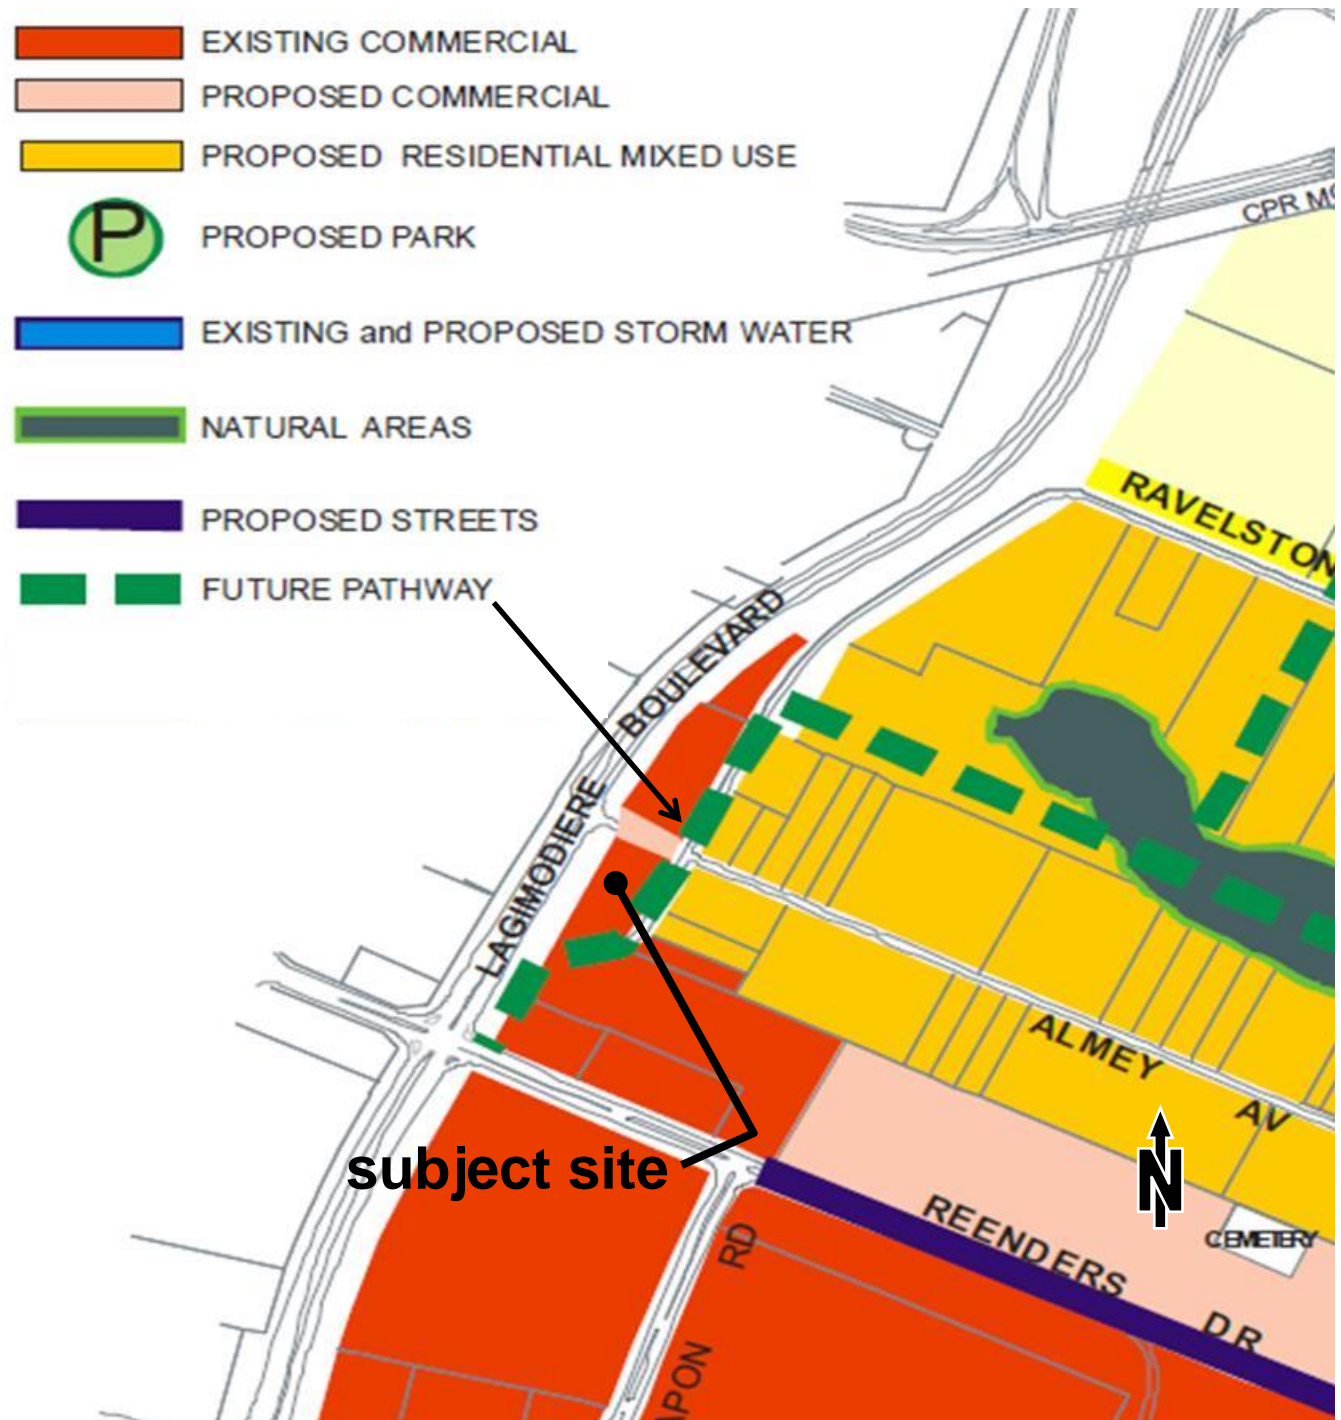 EXISTING COMMERCIAL
PROPOSED COMMERCIAL
PROPOSED RESIDENTIAL MIXED USE
P
PROPOSED PARK
EXISTING and PROPOSED STORM WATER
NATURAL AREAS
PROPOSED STREETS
FUTURE PATHWAY
CPR
RAVELSTON
LAGIMODIERE BOULEVARD
ALMEY AV
N
subject site
REENDERS DR
CEMETERY
RD